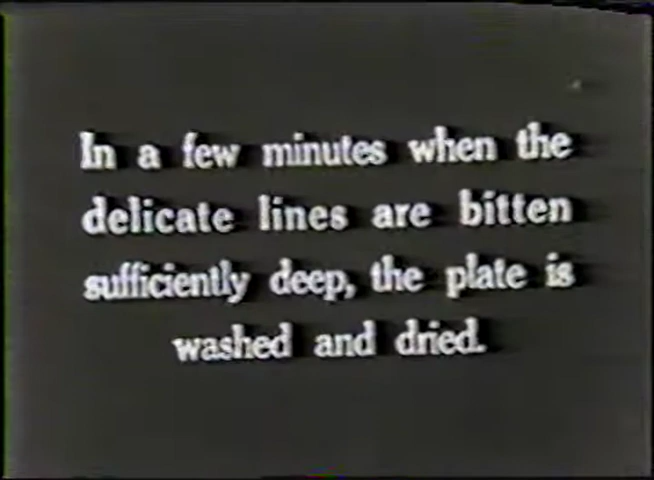 In a few minutes when the
delicate lines are bitten
sufficiently deep, the plate is
washed and dried.